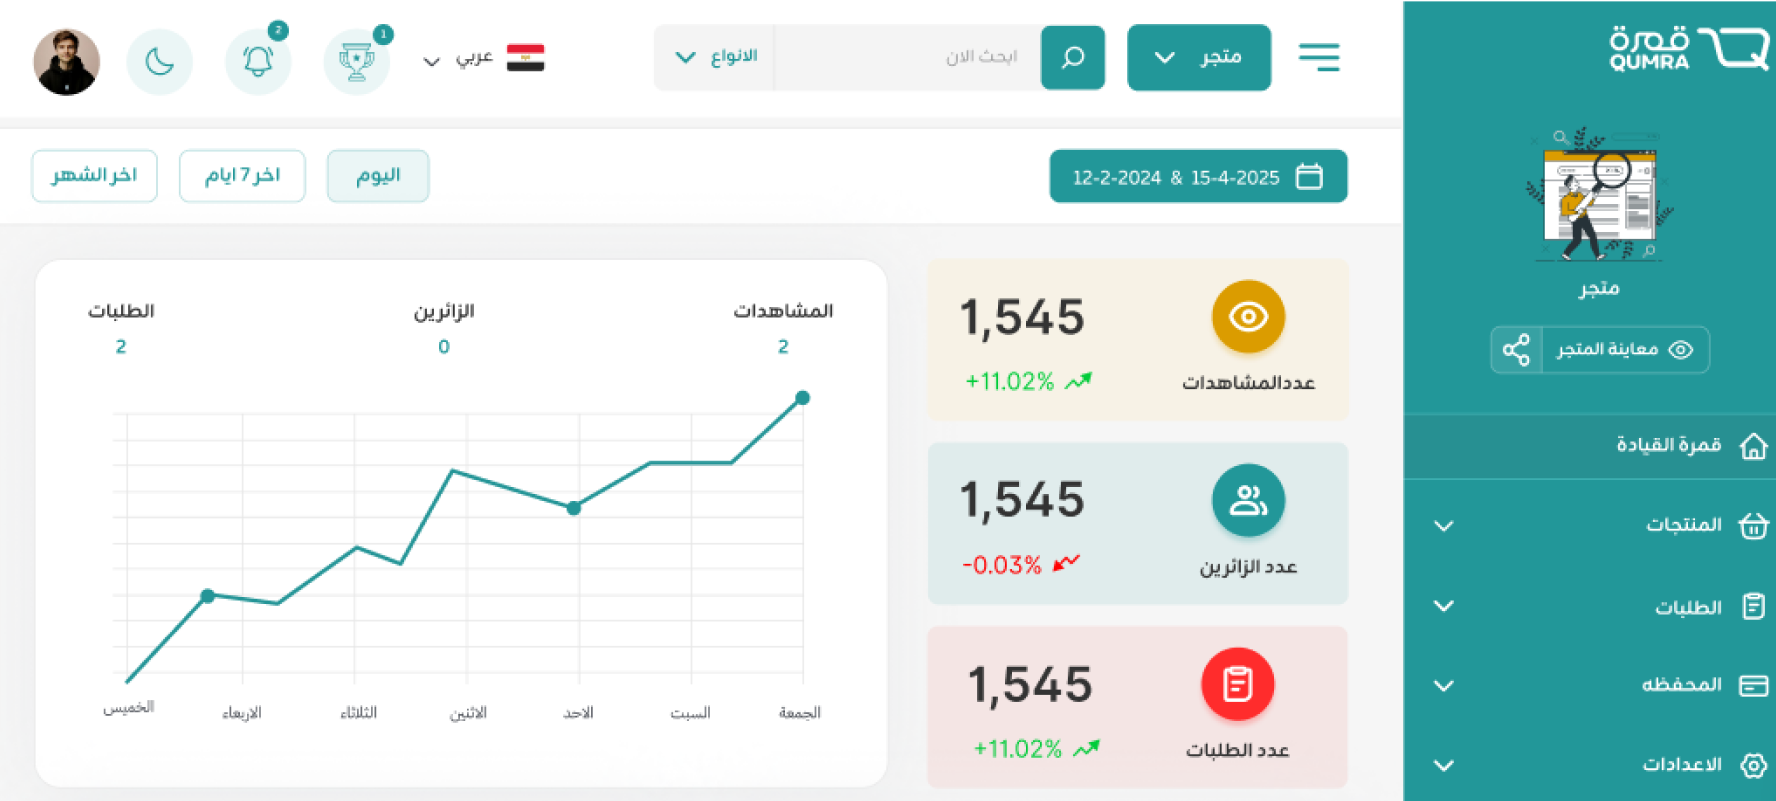 قمرة
QUMRA
متجر
معاينة المتجر
قمرة القيادة
المنتجات
الطلبات
المحفظه
الاعدادات
متجر
ابحث الان
الانواع
عربي
1
2
12-2-2024 & 15-4-2025
اليوم
اخر 7 ايام
اخر الشهر
1,545
عددالمشاهدات
+11.02%
1,545
عدد الزائرين
-0.03%
1,545
عدد الطلبات
+11.02%
المشاهدات
2
الزائرين
0
الطلبات
2
الجمعة
السبت
الاحد
الاثنين
الثلاثاء
الاربعاء
الخميس